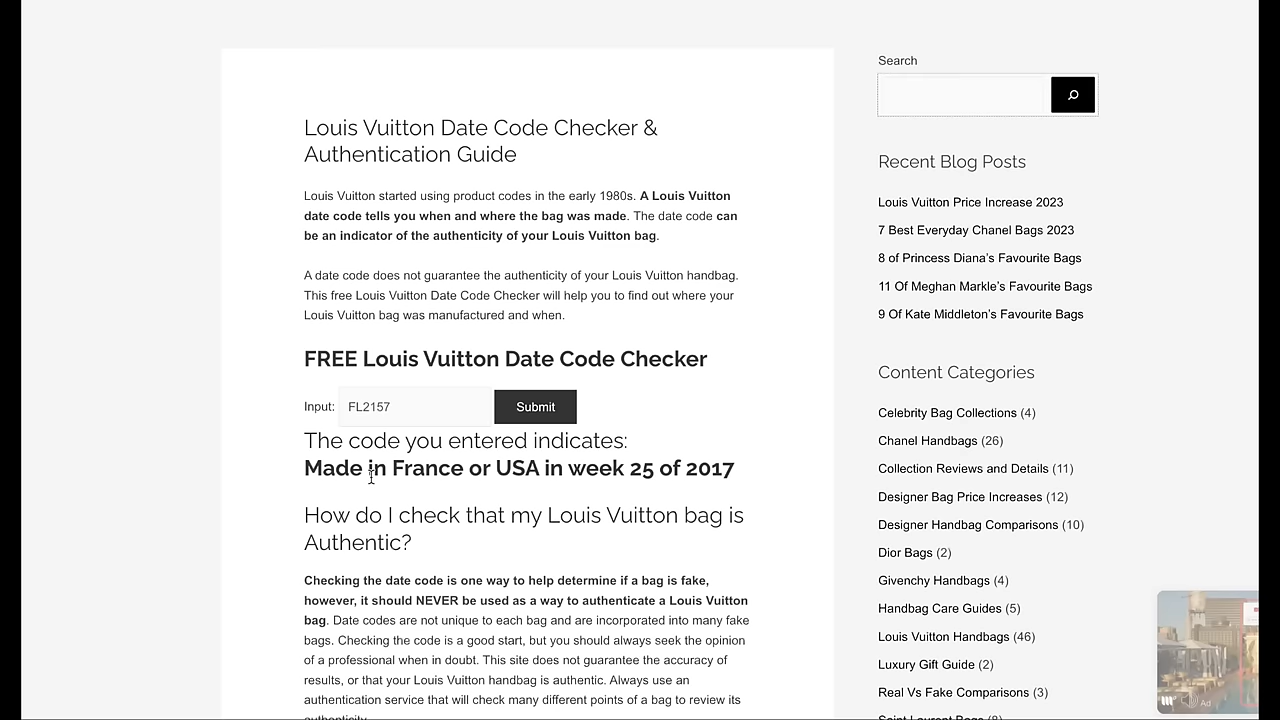 Louis Vuitton Date Code Checker &
Authentication Guide
Louis Vuitton started using product codes in the early 1980s. A Louis Vuitton
date code tells you when and where the bag was made. The date code can
be an indicator of the authenticity of your Louis Vuitton bag.
A date code does not guarantee the authenticity of your Louis Vuitton handbag.
This free Louis Vuitton Date Code Checker will help you to find out where your
Louis Vuitton bag was manufactured and when.
FREE Louis Vuitton Date Code Checker
Input: FL2157 Submit
The code you entered indicates:
Made in France or USA in week 25 of 2017
How do I check that my Louis Vuitton bag is
Authentic?
Checking the date code is one way to help determine if a bag is fake,
however, it should NEVER be used as a way to authenticate a Louis Vuitton
bag. Date codes are not unique to each bag and are incorporated into many fake
bags. Checking the code is a good start, but you should always seek the opinion
of a professional when in doubt. This site does not guarantee the accuracy of
results, or that your Louis Vuitton handbag is authentic. Always use an
authentication service that will check many different points of a bag to review its
authenticity.
Search
Recent Blog Posts
Louis Vuitton Price Increase 2023
7 Best Everyday Chanel Bags 2023
8 of Princess Diana's Favourite Bags
11 Of Meghan Markle's Favourite Bags
9 Of Kate Middleton's Favourite Bags
Content Categories
Celebrity Bag Collections (4)
Chanel Handbags (26)
Collection Reviews and Details (11)
Designer Bag Price Increases (12)
Designer Handbag Comparisons (10)
Dior Bags (2)
Givenchy Handbags (4)
Handbag Care Guides (5)
Louis Vuitton Handbags (46)
Luxury Gift Guide (2)
Real Vs Fake Comparisons (3)
Saint Laurent Bags (8)
Ad